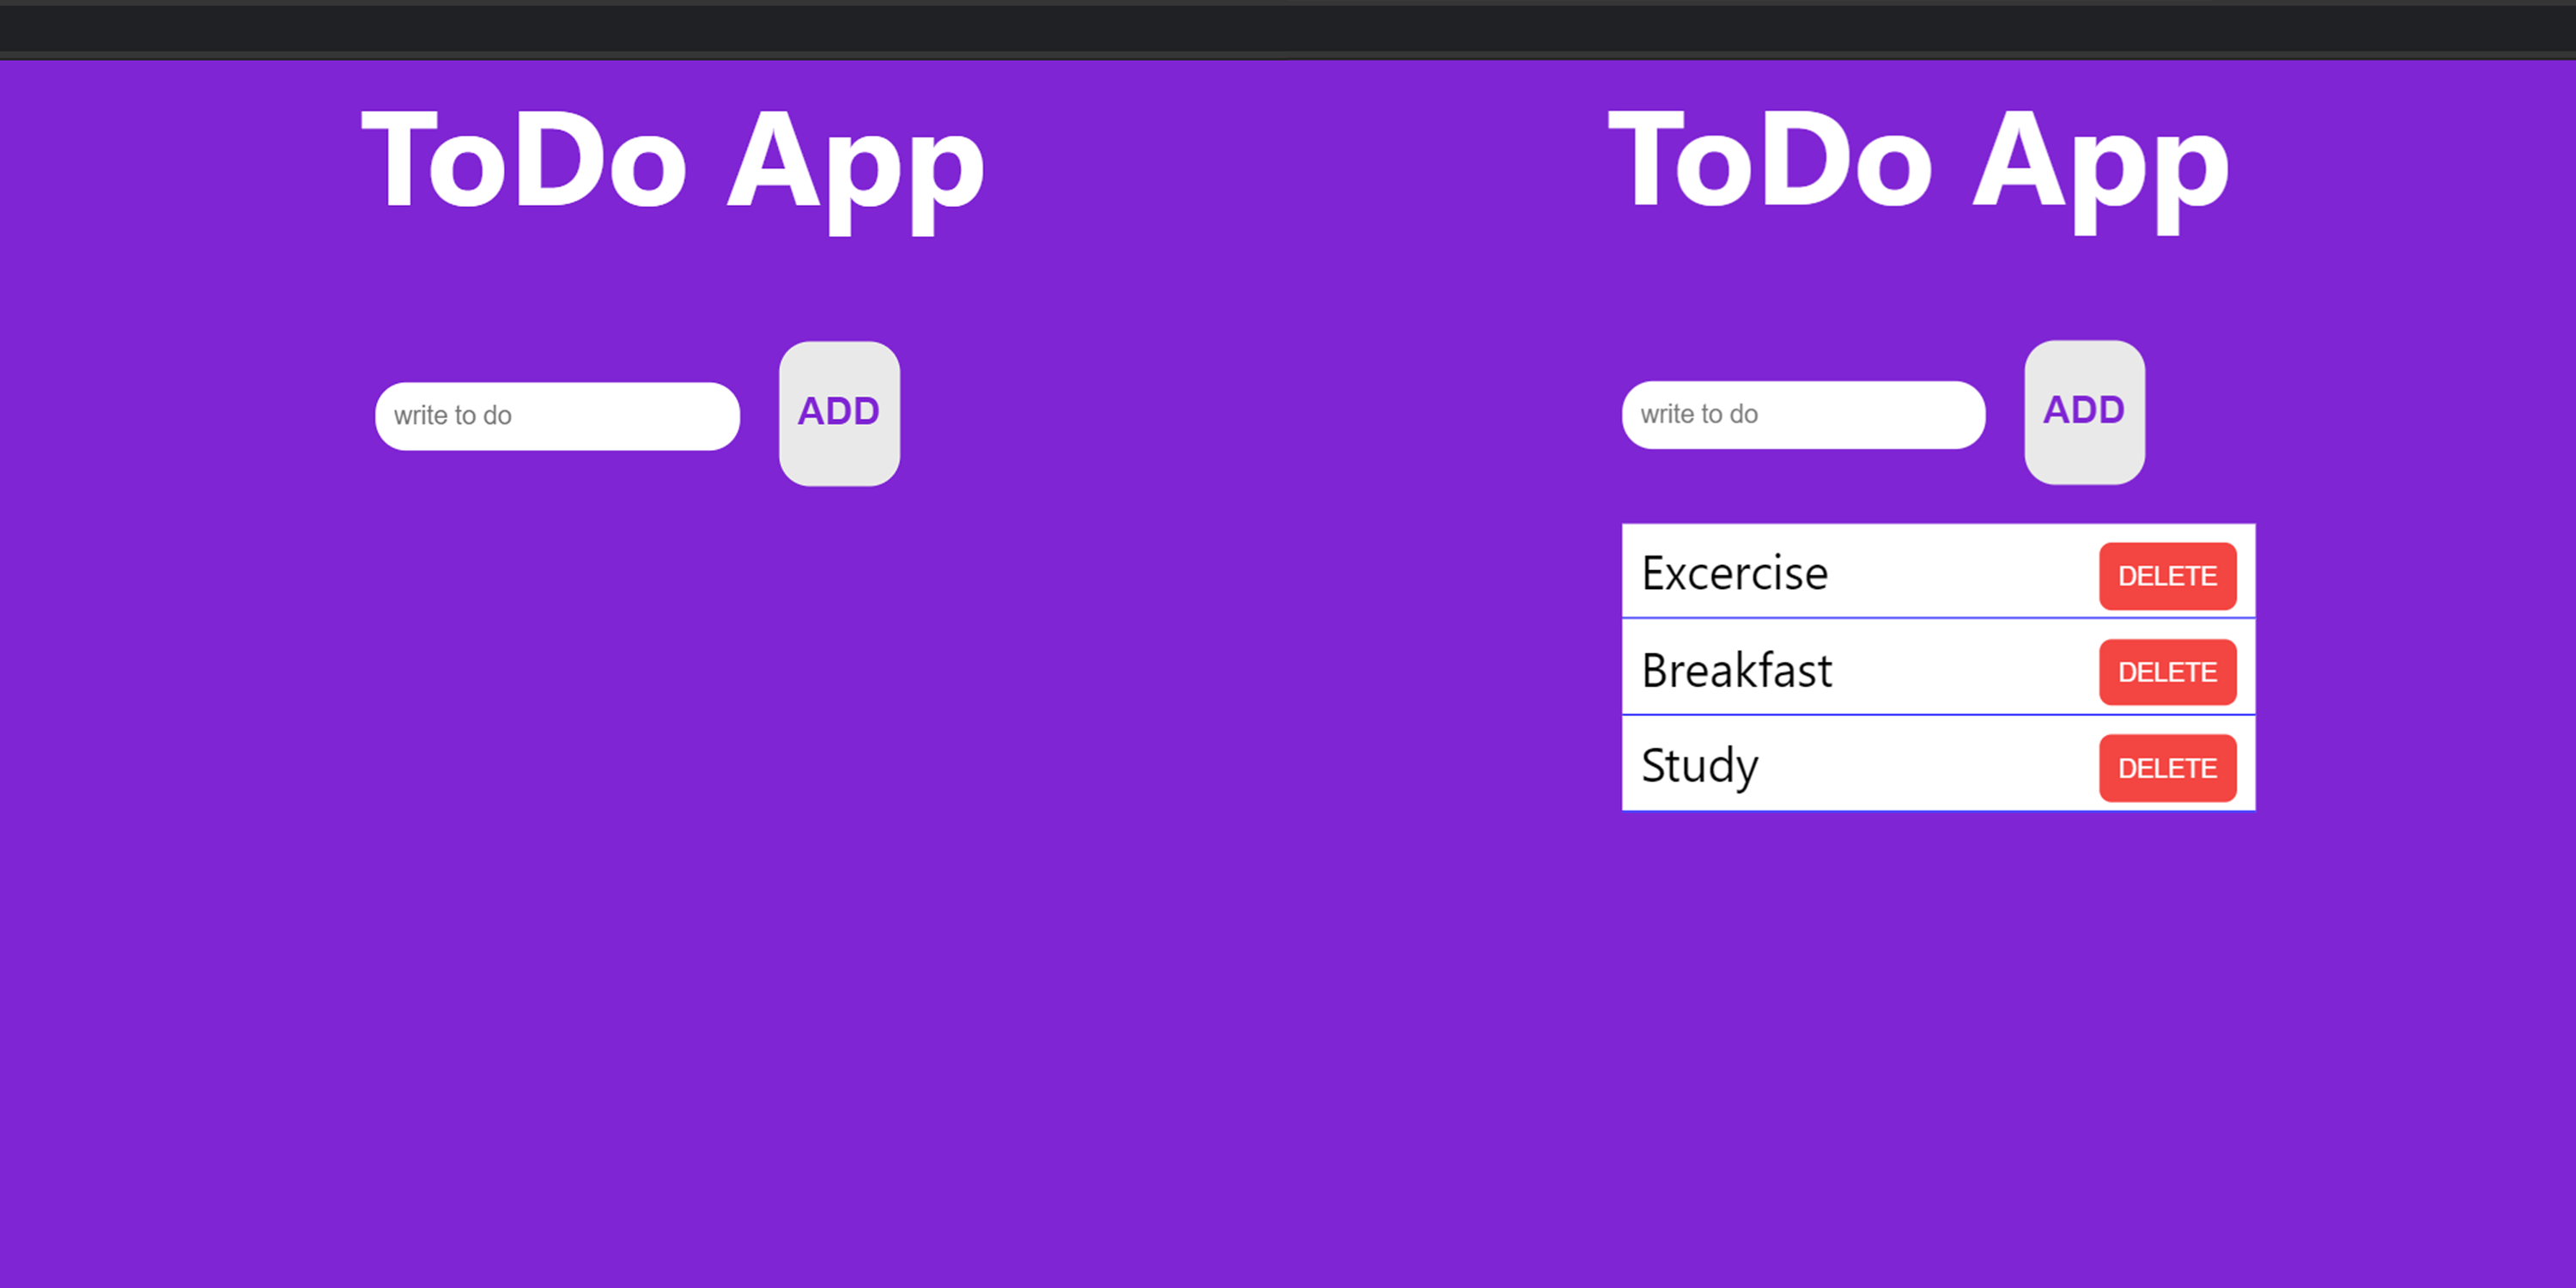 ToDo App
write to do
ADD
ToDo App
write to do
ADD
Excercise DELETE
Breakfast DELETE
Study DELETE